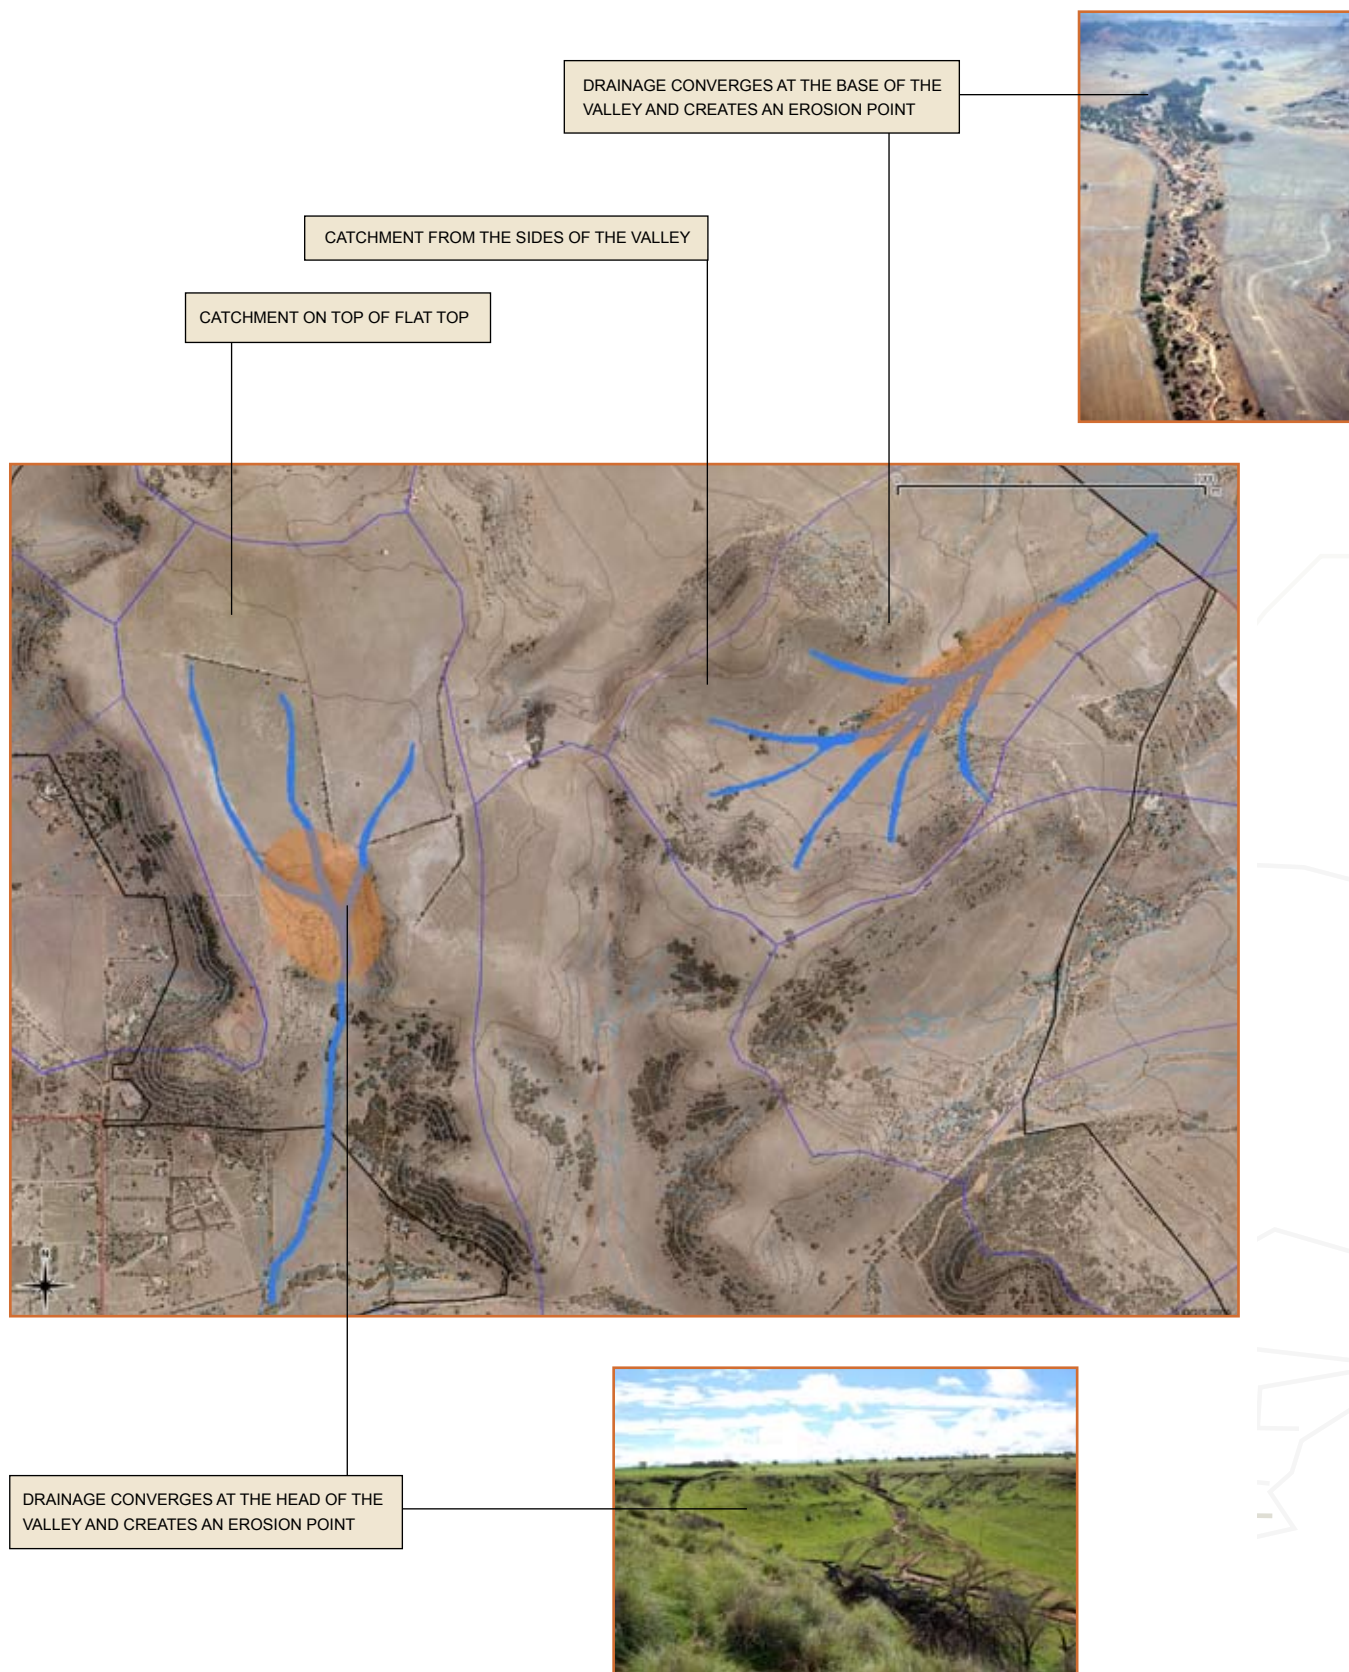 DRAINAGE CONVERGES AT THE BASE OF THE
VALLEY AND CREATES AN EROSION POINT
CATCHMENT FROM THE SIDES OF THE VALLEY
CATCHMENT ON TOP OF FLAT TOP
1000
N
DRAINAGE CONVERGES AT THE HEAD OF THE
VALLEY AND CREATES AN EROSION POINT